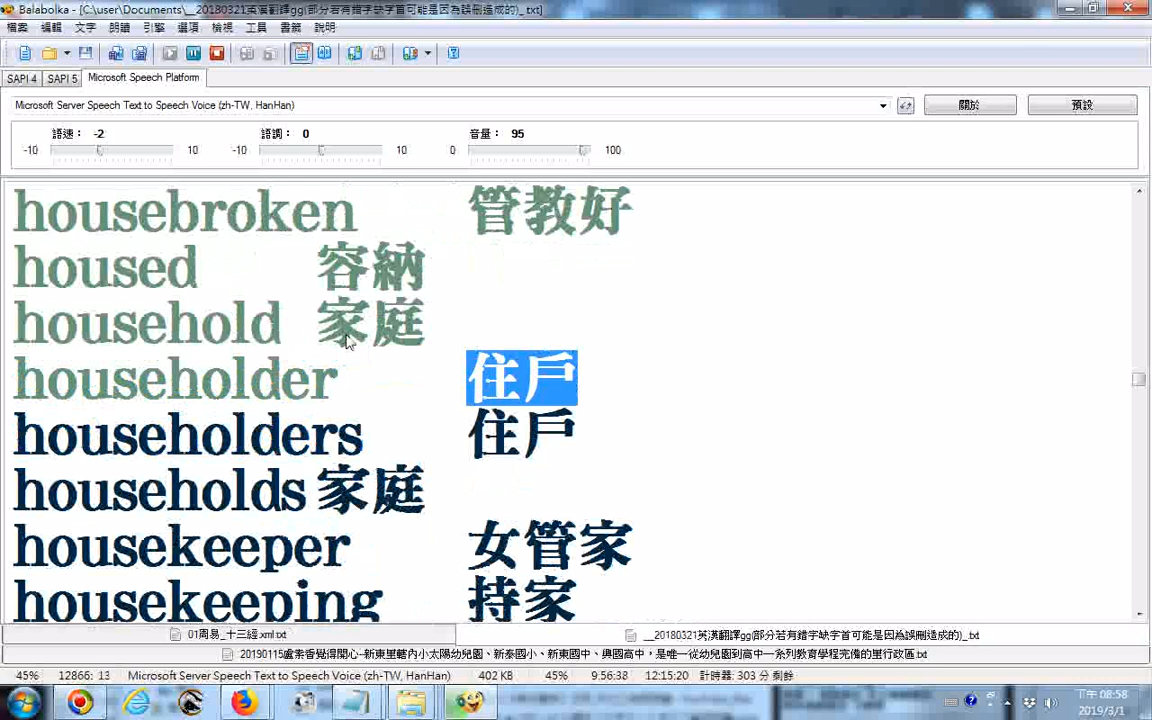 Balabolka - [C:\user\Documents\__20180321英漢翻譯gg(部分若有錯字缺字首可能是因為誤刪造成的)_.txt]
檔案 編輯 文字 朗讀 引擎 選項 檢視 工具 書籤 說明
SAPI 4 SAPI 5 Microsoft Speech Platform
Microsoft Server Speech Text to Speech Voice (zh-TW, HanHan) 關於 預設
語速： -2 語調： 0 音量： 95
-10 10 -10 10 0 100
housebroken 管教好
housed 容納
household 家庭
householder 住戶
householders 住戶
households 家庭
housekeeper 女管家
housekeeping 持家
01周易_十三經.xml.txt __20180321英漢翻譯gg(部分若有錯字缺字首可能是因為誤刪造成的)_.txt
20190115盧素管覺得開心-新東里轄內小太陽幼兒園、新泰國小、新東國中、興國高中，是唯一從幼兒園到高中一系列教育學程完備的里行政區.txt
45% 12866: 13 Microsoft Server Speech Text to Speech Voice (zh-TW, HanHan) 402 KB 45% 9:56:38 12:15:20 計時器: 303 分 剩餘
下午 08:58
2019/3/1